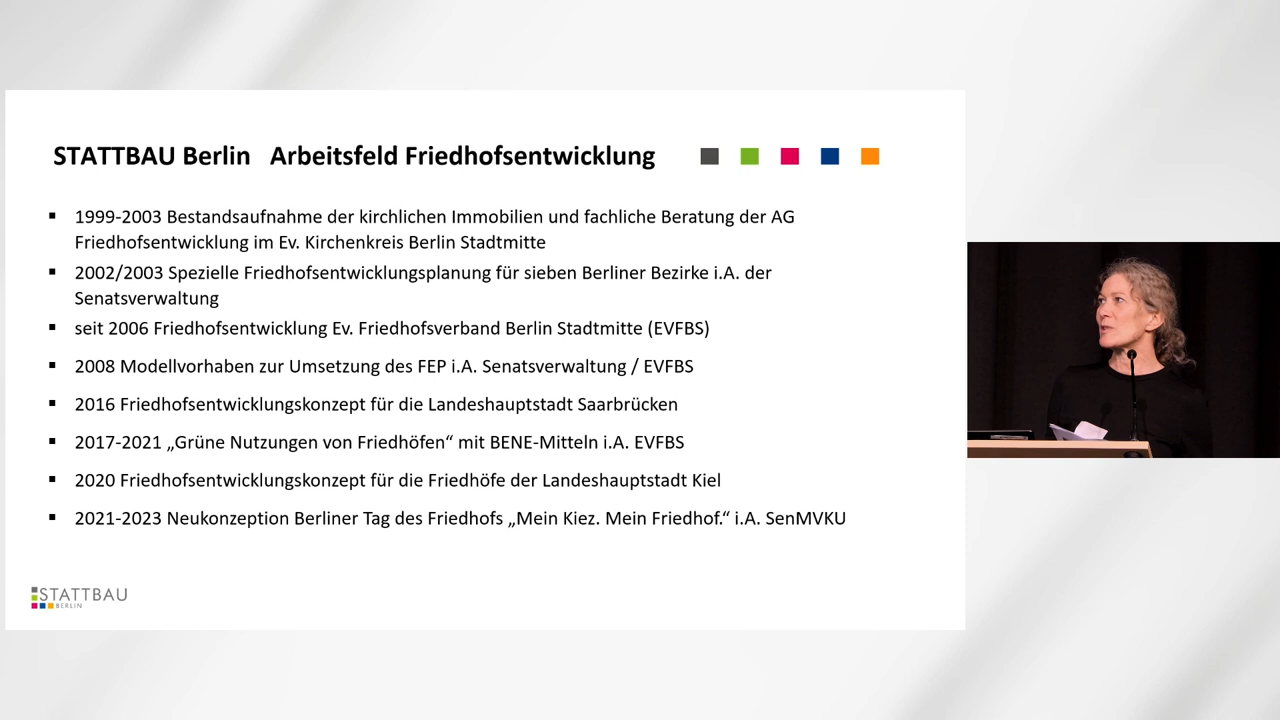 STATTBAU Berlin Arbeitsfeld Friedhofsentwicklung
▪ 1999-2003 Bestandsaufnahme der kirchlichen Immobilien und fachliche Beratung der AG
Friedhofsentwicklung im Ev. Kirchenkreis Berlin Stadtmitte
▪ 2002/2003 Spezielle Friedhofsentwicklungsplanung für sieben Berliner Bezirke i.A. der
Senatsverwaltung
▪ seit 2006 Friedhofsentwicklung Ev. Friedhofsverband Berlin Stadtmitte (EVFBS)
▪ 2008 Modellvorhaben zur Umsetzung des FEP i.A. Senatsverwaltung / EVFBS
▪ 2016 Friedhofsentwicklungskonzept für die Landeshauptstadt Saarbrücken
▪ 2017-2021 „Grüne Nutzungen von Friedhöfen“ mit BENE-Mitteln i.A. EVFBS
▪ 2020 Friedhofsentwicklungskonzept für die Friedhöfe der Landeshauptstadt Kiel
▪ 2021-2023 Neukonzeption Berliner Tag des Friedhofs „Mein Kiez. Mein Friedhof.“ i.A. SenMVKU
STATTBAU
BERLIN